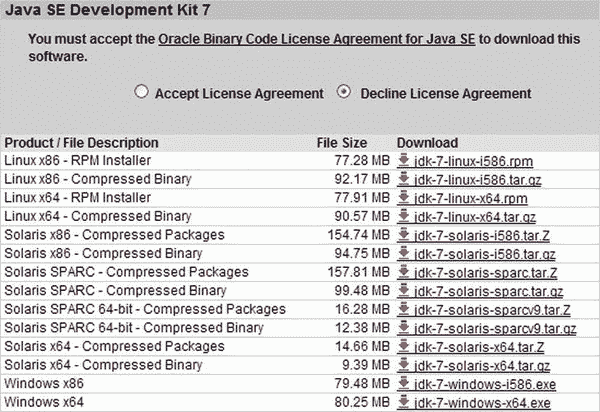 Java SE Development Kit 7
You must accept the Oracle Binary Code License Agreement for Java SE to download this
software.
Accept License Agreement Decline License Agreement
Product / File Description File Size Download
Linux x86 - RPM Installer 77.28 MB jdk-7-linux-i586.rpm
Linux x86 - Compressed Binary 92.17 MB jdk-7-linux-i586.tar.gz
Linux x64 - RPM Installer 77.91 MB jdk-7-linux-x64.rpm
Linux x64 - Compressed Binary 90.57 MB jdk-7-linux-x64.tar.gz
Solaris x86 - Compressed Packages 154.74 MB jdk-7-solaris-i586.tar.Z
Solaris x86 - Compressed Binary 94.75 MB jdk-7-solaris-i586.tar.gz
Solaris SPARC - Compressed Packages 157.81 MB jdk-7-solaris-sparc.tar.Z
Solaris SPARC - Compressed Binary 99.48 MB jdk-7-solaris-sparc.tar.gz
Solaris SPARC 64-bit - Compressed Packages 16.28 MB jdk-7-solaris-sparcv9.tar.Z
Solaris SPARC 64-bit - Compressed Binary 12.38 MB jdk-7-solaris-sparcv9.tar.gz
Solaris x64 - Compressed Packages 14.66 MB jdk-7-solaris-x64.tar.Z
Solaris x64 - Compressed Binary 9.39 MB jdk-7-solaris-x64.tar.gz
Windows x86 79.48 MB jdk-7-windows-i586.exe
Windows x64 80.25 MB jdk-7-windows-x64.exe